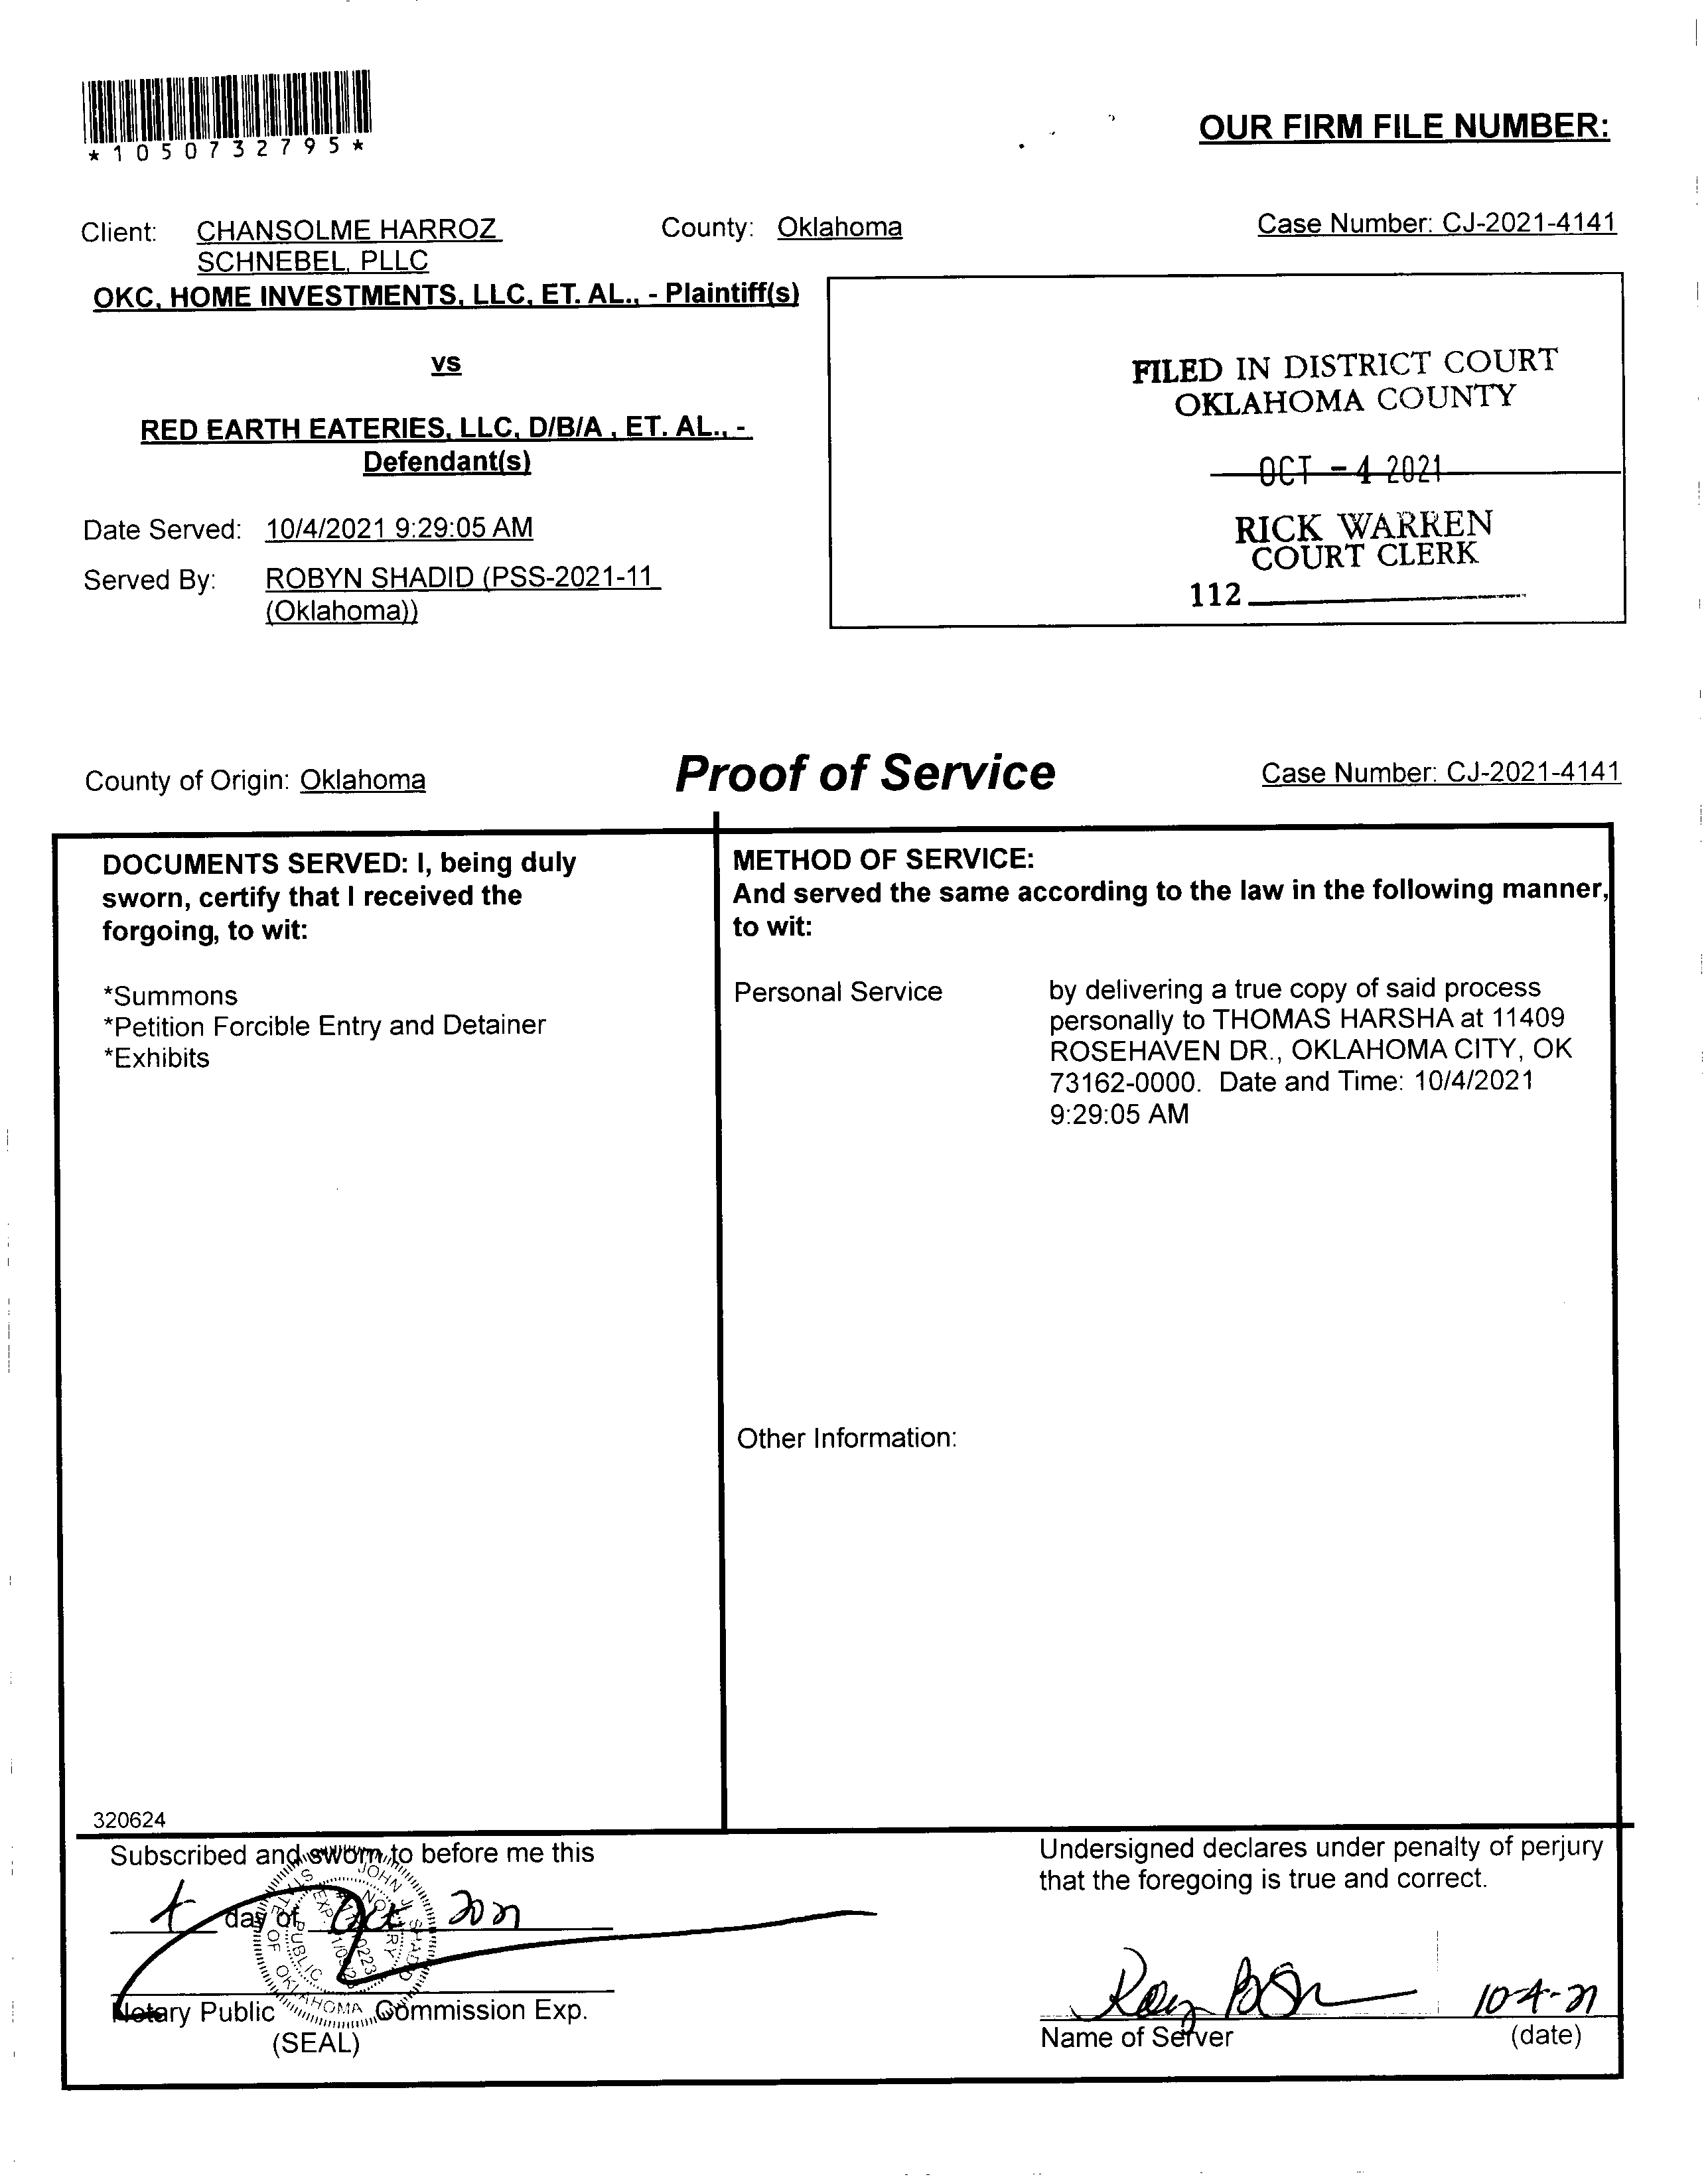 *1050732795*
OUR FIRM FILE NUMBER:
Client: CHANSOLME HARROZ
SCHNEBEL, PLLC
County: Oklahoma
Case Number: CJ-2021-4141
OKC, HOME INVESTMENTS, LLC, ET. AL., - Plaintiff(s)
vs
RED EARTH EATERIES, LLC, D/B/A , ET. AL., -
Defendant(s)
Date Served: 10/4/2021 9:29:05 AM
Served By: ROBYN SHADID (PSS-2021-11
(Oklahoma))
FILED IN DISTRICT COURT
OKLAHOMA COUNTY
OCT - 4 2021
RICK WARREN
COURT CLERK
112
County of Origin: Oklahoma
Proof of Service
Case Number: CJ-2021-4141
DOCUMENTS SERVED: I, being duly
sworn, certify that I received the
forgoing, to wit:
*Summons
*Petition Forcible Entry and Detainer
*Exhibits
METHOD OF SERVICE:
And served the same according to the law in the following manner,
to wit:
Personal Service
by delivering a true copy of said process
personally to THOMAS HARSHA at 11409
ROSEHAVEN DR., OKLAHOMA CITY, OK
73162-0000. Date and Time: 10/4/2021
9:29:05 AM
Other Information:
320624
Subscribed and sworn to before me this
day of Oct 2021
Notary Public Commission Exp.
(SEAL)
JOHN J. SHADID
NOTARY PUBLIC
STATE OF OKLAHOMA
Undersigned declares under penalty of perjury
that the foregoing is true and correct.
10-4-21
Name of Server
(date)